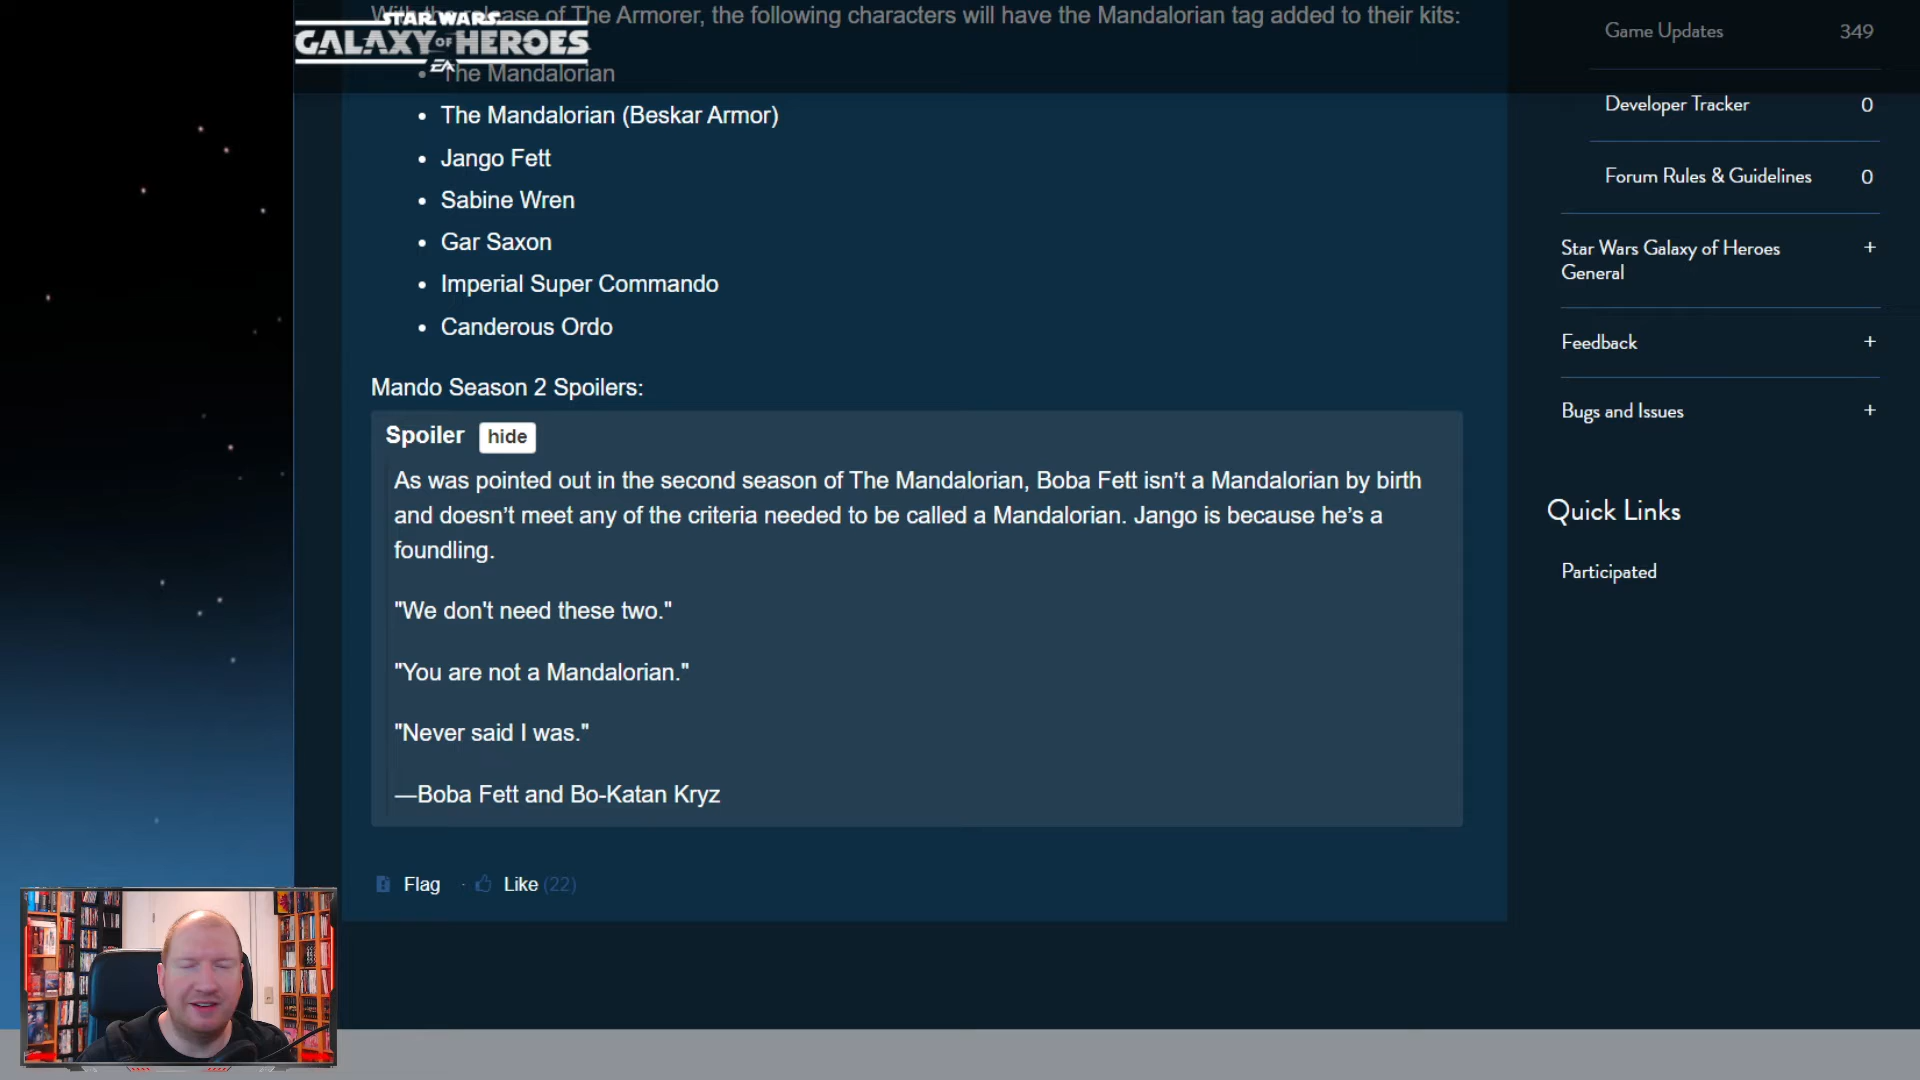 With the release of The Armorer, the following characters will have the Mandalorian tag added to their kits:
STAR WARS
GALAXY OF HEROES
EA
The Mandalorian
The Mandalorian (Beskar Armor)
Jango Fett
Sabine Wren
Gar Saxon
Imperial Super Commando
Canderous Ordo
Mando Season 2 Spoilers:
Spoiler hide
As was pointed out in the second season of The Mandalorian, Boba Fett isn’t a Mandalorian by birth
and doesn’t meet any of the criteria needed to be called a Mandalorian. Jango is because he’s a
foundling.
"We don't need these two."
"You are not a Mandalorian."
"Never said I was."
—Boba Fett and Bo-Katan Kryz
Flag · Like (22)
Game Updates 349
Developer Tracker 0
Forum Rules & Guidelines 0
Star Wars Galaxy of Heroes +
General
Feedback +
Bugs and Issues +
Quick Links
Participated